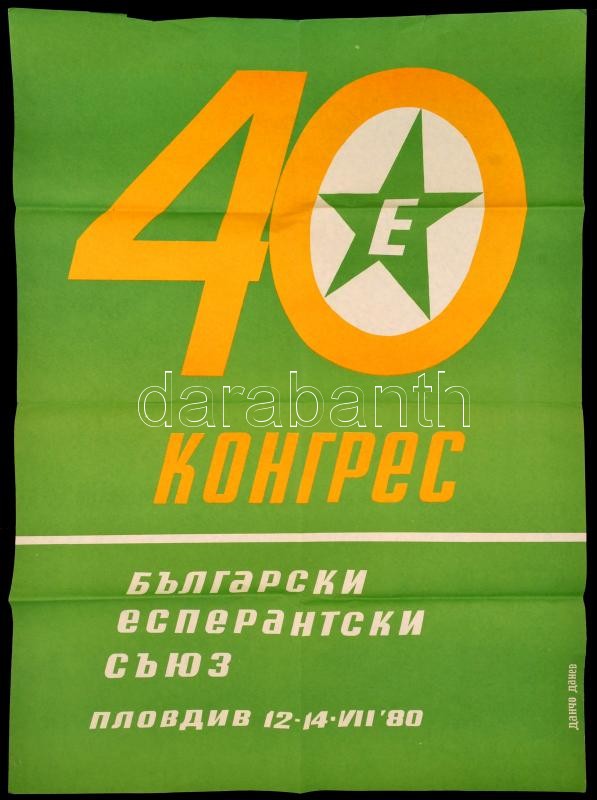 40
E
darabanth
КОНГРЕС
БЪЛГАРСКИ
ЕСПЕРАНТСКИ
СЪЮЗ
ПЛОВДИВ 12-14·VII'80
ДАНЧО ДАНЕВ